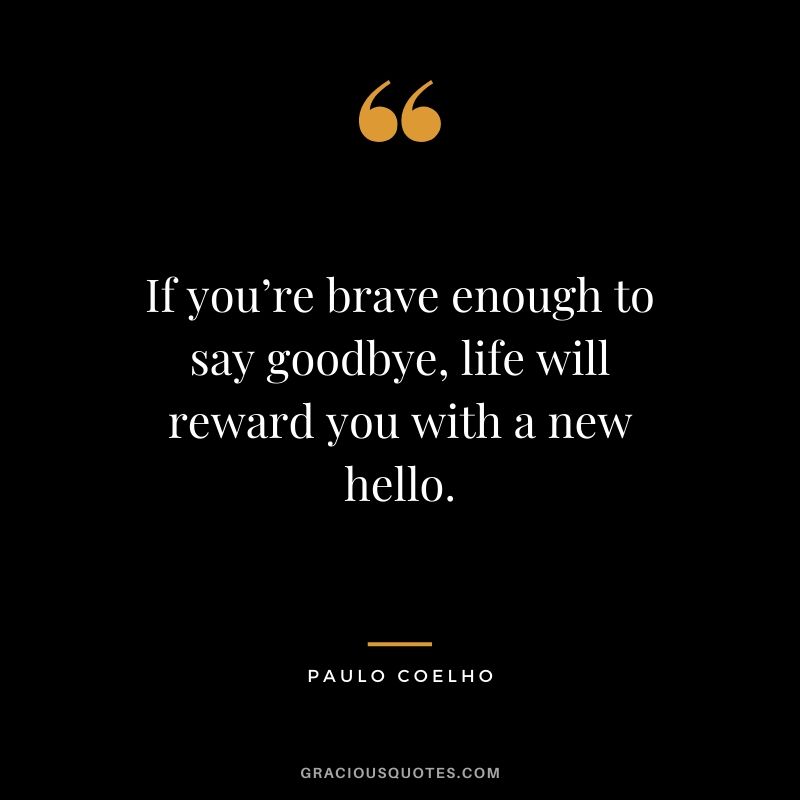 “
If you’re brave enough to
say goodbye, life will
reward you with a new
hello.
PAULO COELHO
GRACIOUSQUOTES.COM